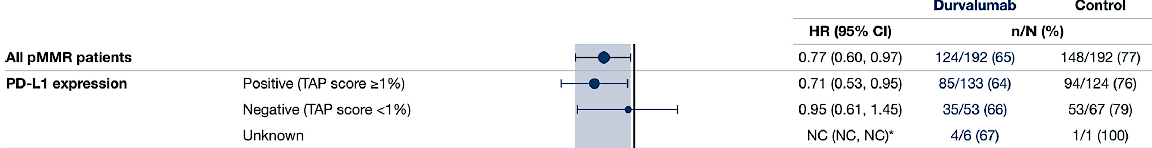 Durvalumab Control
HR (95% CI) n/N (%)
All pMMR patients 0.77 (0.60, 0.97) 124/192 (65) 148/192 (77)
PD-L1 expression Positive (TAP score ≥1%) 0.71 (0.53, 0.95) 85/133 (64) 94/124 (76)
Negative (TAP score <1%) 0.95 (0.61, 1.45) 35/53 (66) 53/67 (79)
Unknown NC (NC, NC)* 4/6 (67) 1/1 (100)